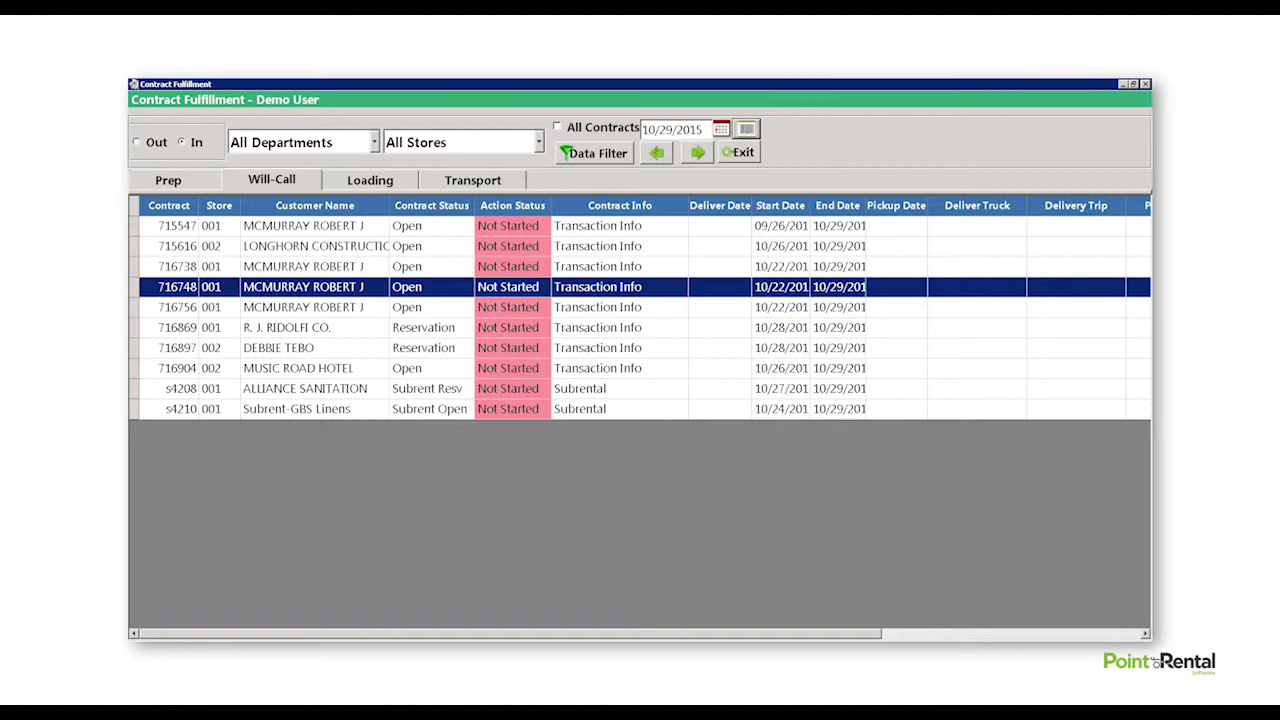 Contract Fulfillment
Contract Fulfillment - Demo User
Out In All Departments All Stores All Contracts 10/29/2015
Data Filter Exit
Prep Will-Call Loading Transport
Contract Store Customer Name Contract Status Action Status Contract Info Deliver Date Start Date End Date Pickup Date Deliver Truck Delivery Trip P
715547 001 MCMURRAY ROBERT J Open Not Started Transaction Info 09/26/201 10/29/201
715616 002 LONGHORN CONSTRUCTIC Open Not Started Transaction Info 10/26/201 10/29/201
716738 001 MCMURRAY ROBERT J Open Not Started Transaction Info 10/22/201 10/29/201
716748 001 MCMURRAY ROBERT J Open Not Started Transaction Info 10/22/201 10/29/201
716756 001 MCMURRAY ROBERT J Open Not Started Transaction Info 10/22/201 10/29/201
716869 001 R. J. RIDOLFI CO. Reservation Not Started Transaction Info 10/28/201 10/29/201
716897 002 DEBBIE TEBO Reservation Not Started Transaction Info 10/28/201 10/29/201
716904 002 MUSIC ROAD HOTEL Open Not Started Transaction Info 10/26/201 10/29/201
s4208 001 ALLIANCE SANITATION Subrent Resv Not Started Subrental 10/27/201 10/29/201
s4210 001 Subrent-GBS Linens Subrent Open Not Started Subrental 10/24/201 10/29/201
Point of Rental
Software